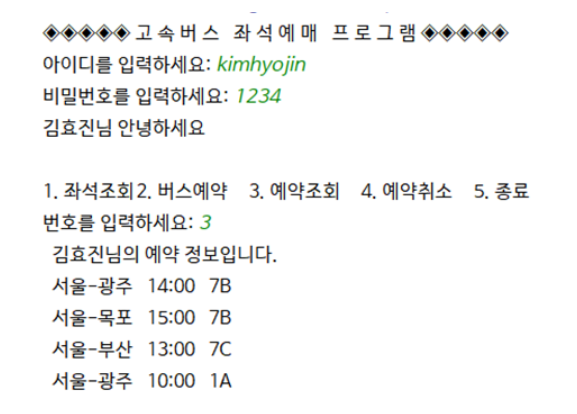 ◈◈◈◈◈ 고 속 버 스 좌 석 예 매 프 로 그 램 ◈◈◈◈◈
아이디를 입력하세요: kimhyojin
비밀번호를 입력하세요: 1234
김효진님 안녕하세요
1. 좌석조회2. 버스예약 3. 예약조회 4. 예약취소 5. 종료
번호를 입력하세요: 3
김효진님의 예약 정보입니다.
서울-광주 14:00 7B
서울-목포 15:00 7B
서울-부산 13:00 7C
서울-광주 10:00 1A